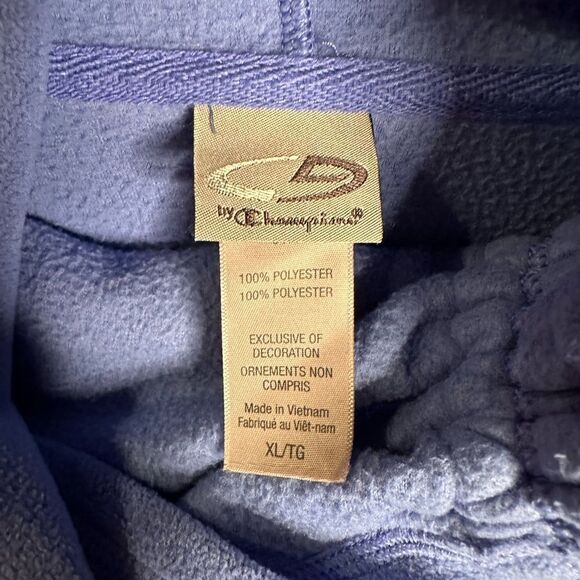 by Champion®
100% POLYESTER
100% POLYESTER
EXCLUSIVE OF
DECORATION
ORNEMENTS NON
COMPRIS
Made in Vietnam
Fabriqué au Viêt-nam
XL/TG